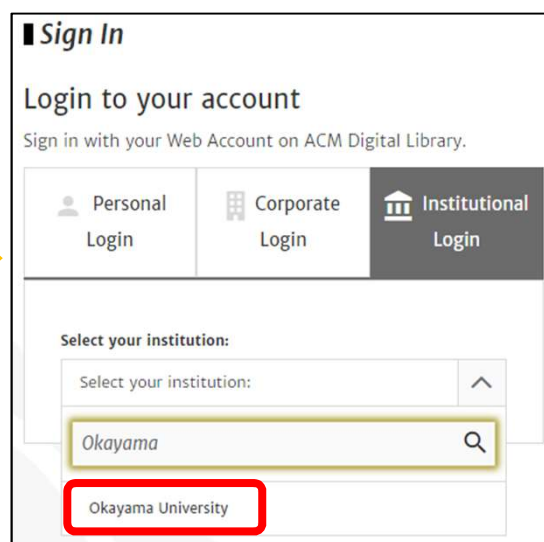 Sign In
Login to your account
Sign in with your Web Account on ACM Digital Library.
Personal Login
Corporate Login
Institutional Login
Select your institution:
Select your institution:
Okayama
Okayama University